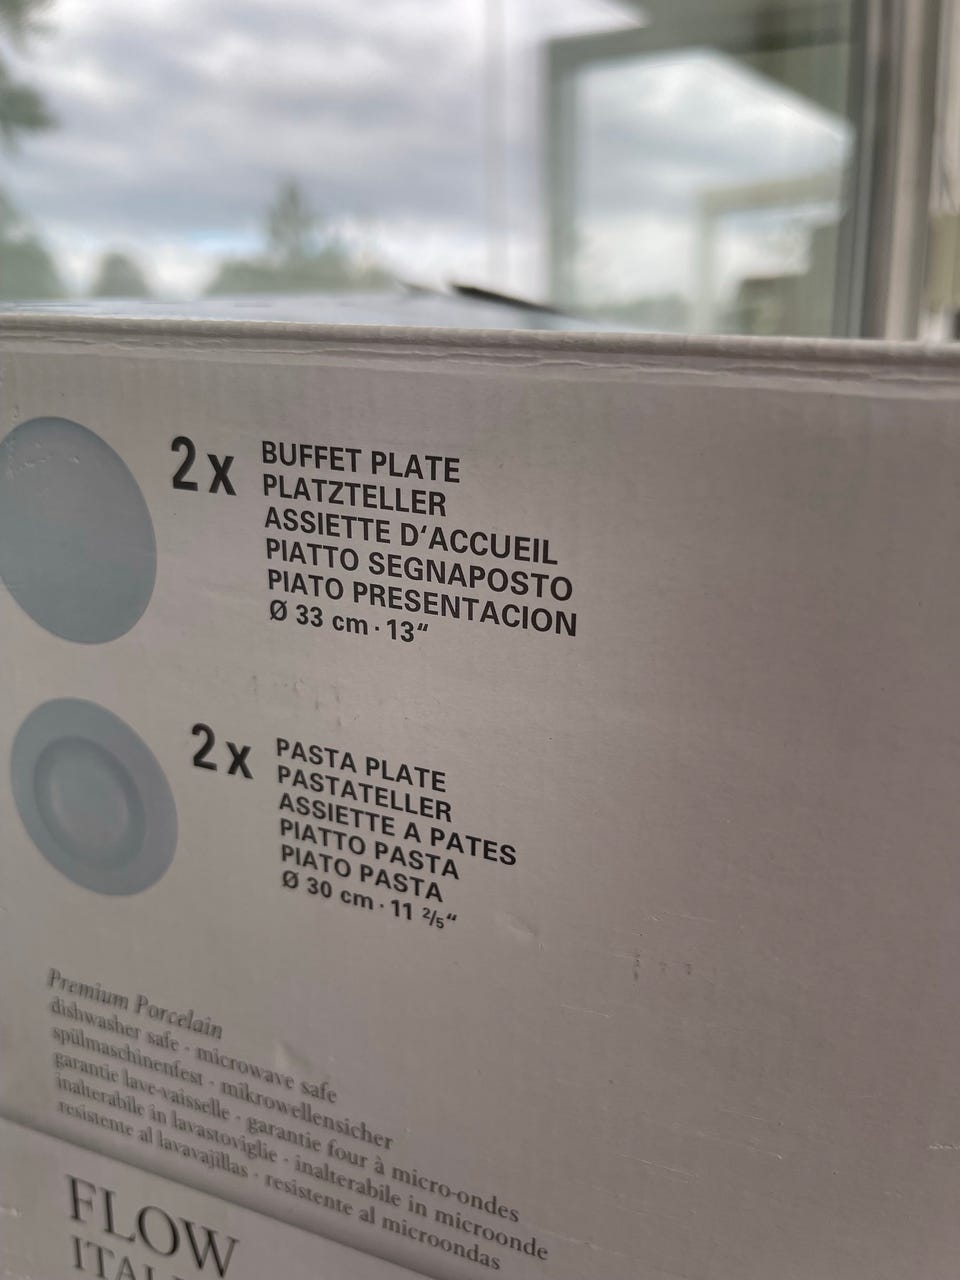 2 x BUFFET PLATE
PLATZTELLER
ASSIETTE D‘ACCUEIL
PIATTO SEGNAPOSTO
PIATO PRESENTACION
Ø 33 cm · 13“
2 x PASTA PLATE
PASTATELLER
ASSIETTE A PATES
PIATTO PASTA
PIATO PASTA
Ø 30 cm · 11 2/5“
Premium Porcelain
dishwasher safe · microwave safe
spülmaschinenfest · mikrowellensicher
garantie lave-vaisselle · garantie four à micro-ondes
inalterabile in lavastoviglie · inalterabile in microonde
resistente al lavavajillas · resistente al microondas
FLOW